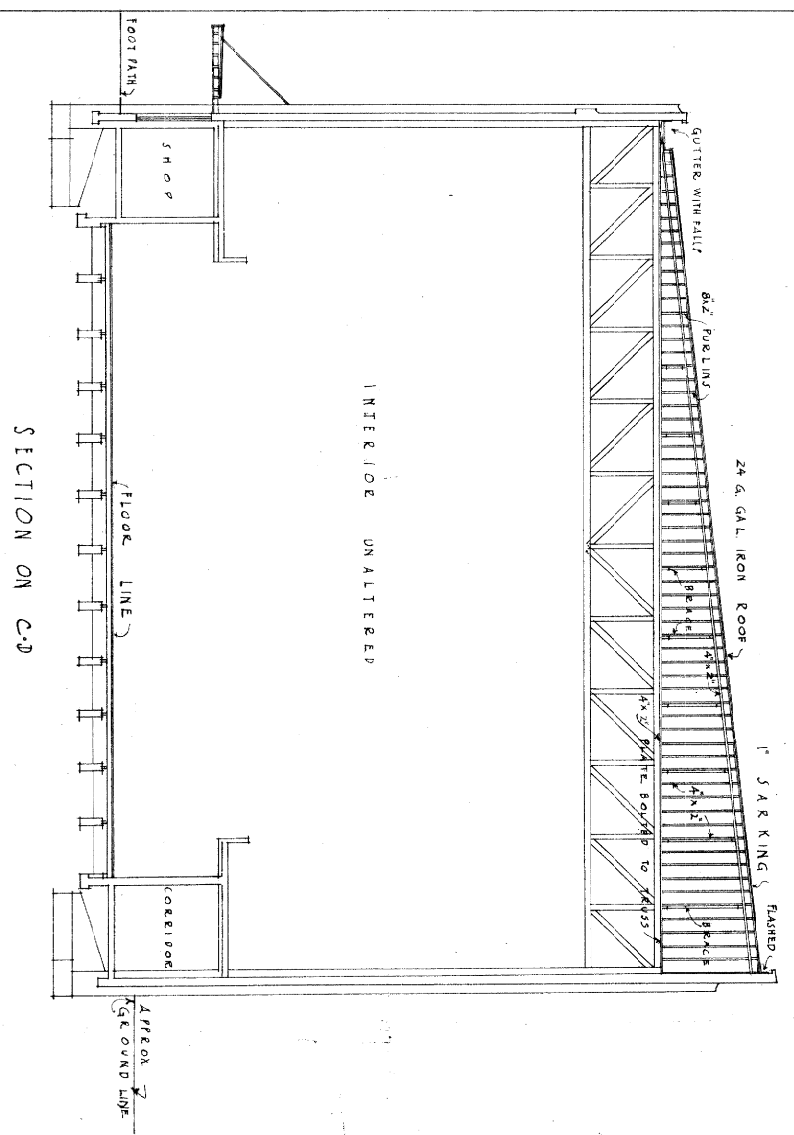 GUTTER WITH FALL
8"x2" PURLINS
24 G. GAL. IRON ROOF
1" SARKING
FLASHED
BRACE
4"x2"
4"x2"
BRACE
4"x2" PLATE BOLTED TO TRUSS
INTERIOR UNALTERED
SHOP
CORRIDOR
FOOT PATH
FLOOR LINE
APPROX
GROUND LINE
SECTION ON C·D